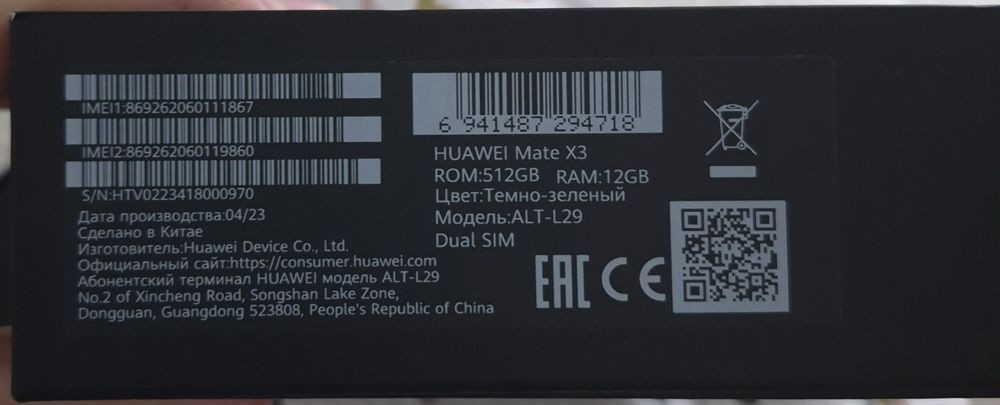 IMEI1:869262060111867
IMEI2:869262060119860
S/N:HTV0223418000970
Дата производства:04/23
Сделано в Китае
Изготовитель:Huawei Device Co., Ltd.
Официальный сайт:https://consumer.huawei.com
Абонентский терминал HUAWEI модель ALT-L29
No.2 of Xincheng Road, Songshan Lake Zone,
Dongguan, Guangdong 523808, People's Republic of China
6 941487 294718
HUAWEI Mate X3
ROM:512GB RAM:12GB
Цвет:Темно-зеленый
Модель:ALT-L29
Dual SIM
EAC CE